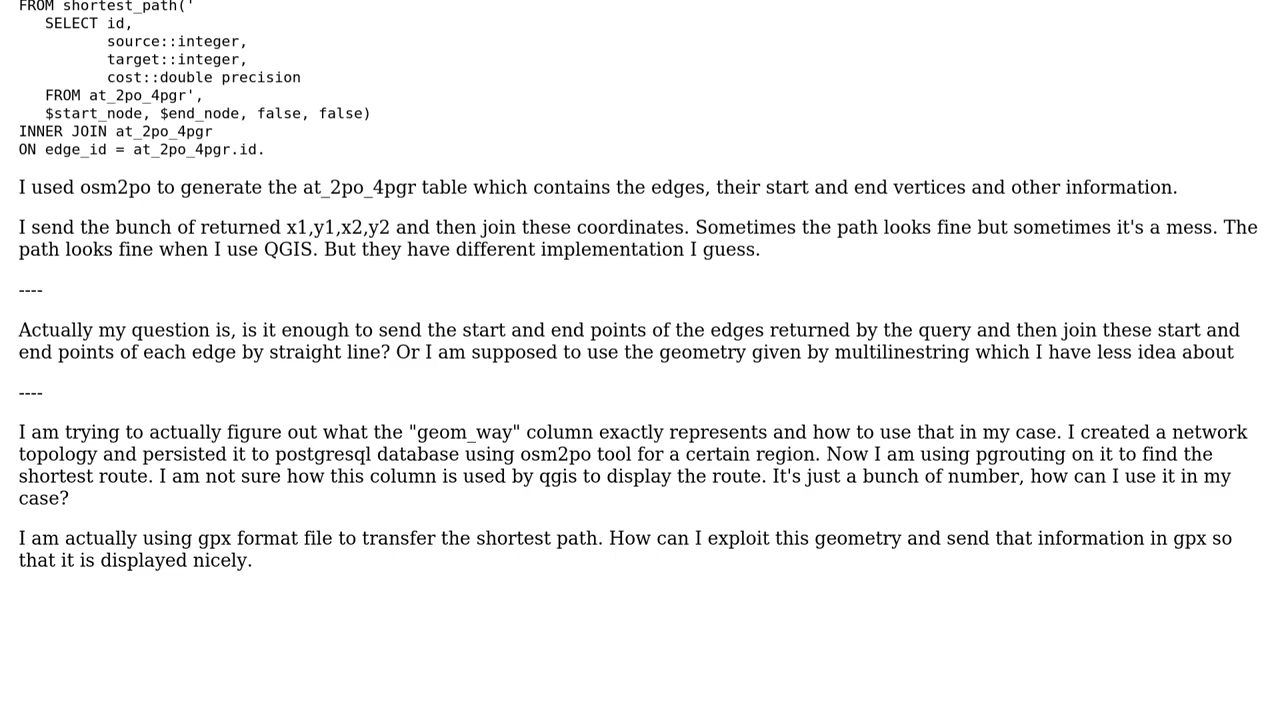 FROM shortest_path('
SELECT id,
source::integer,
target::integer,
cost::double precision
FROM at_2po_4pgr',
$start_node, $end_node, false, false)
INNER JOIN at_2po_4pgr
ON edge_id = at_2po_4pgr.id.
I used osm2po to generate the at_2po_4pgr table which contains the edges, their start and end vertices and other information.
I send the bunch of returned x1,y1,x2,y2 and then join these coordinates. Sometimes the path looks fine but sometimes it's a mess. The
path looks fine when I use QGIS. But they have different implementation I guess.
----
Actually my question is, is it enough to send the start and end points of the edges returned by the query and then join these start and
end points of each edge by straight line? Or I am supposed to use the geometry given by multilinestring which I have less idea about
----
I am trying to actually figure out what the "geom_way" column exactly represents and how to use that in my case. I created a network
topology and persisted it to postgresql database using osm2po tool for a certain region. Now I am using pgrouting on it to find the
shortest route. I am not sure how this column is used by qgis to display the route. It's just a bunch of number, how can I use it in my
case?
I am actually using gpx format file to transfer the shortest path. How can I exploit this geometry and send that information in gpx so
that it is displayed nicely.